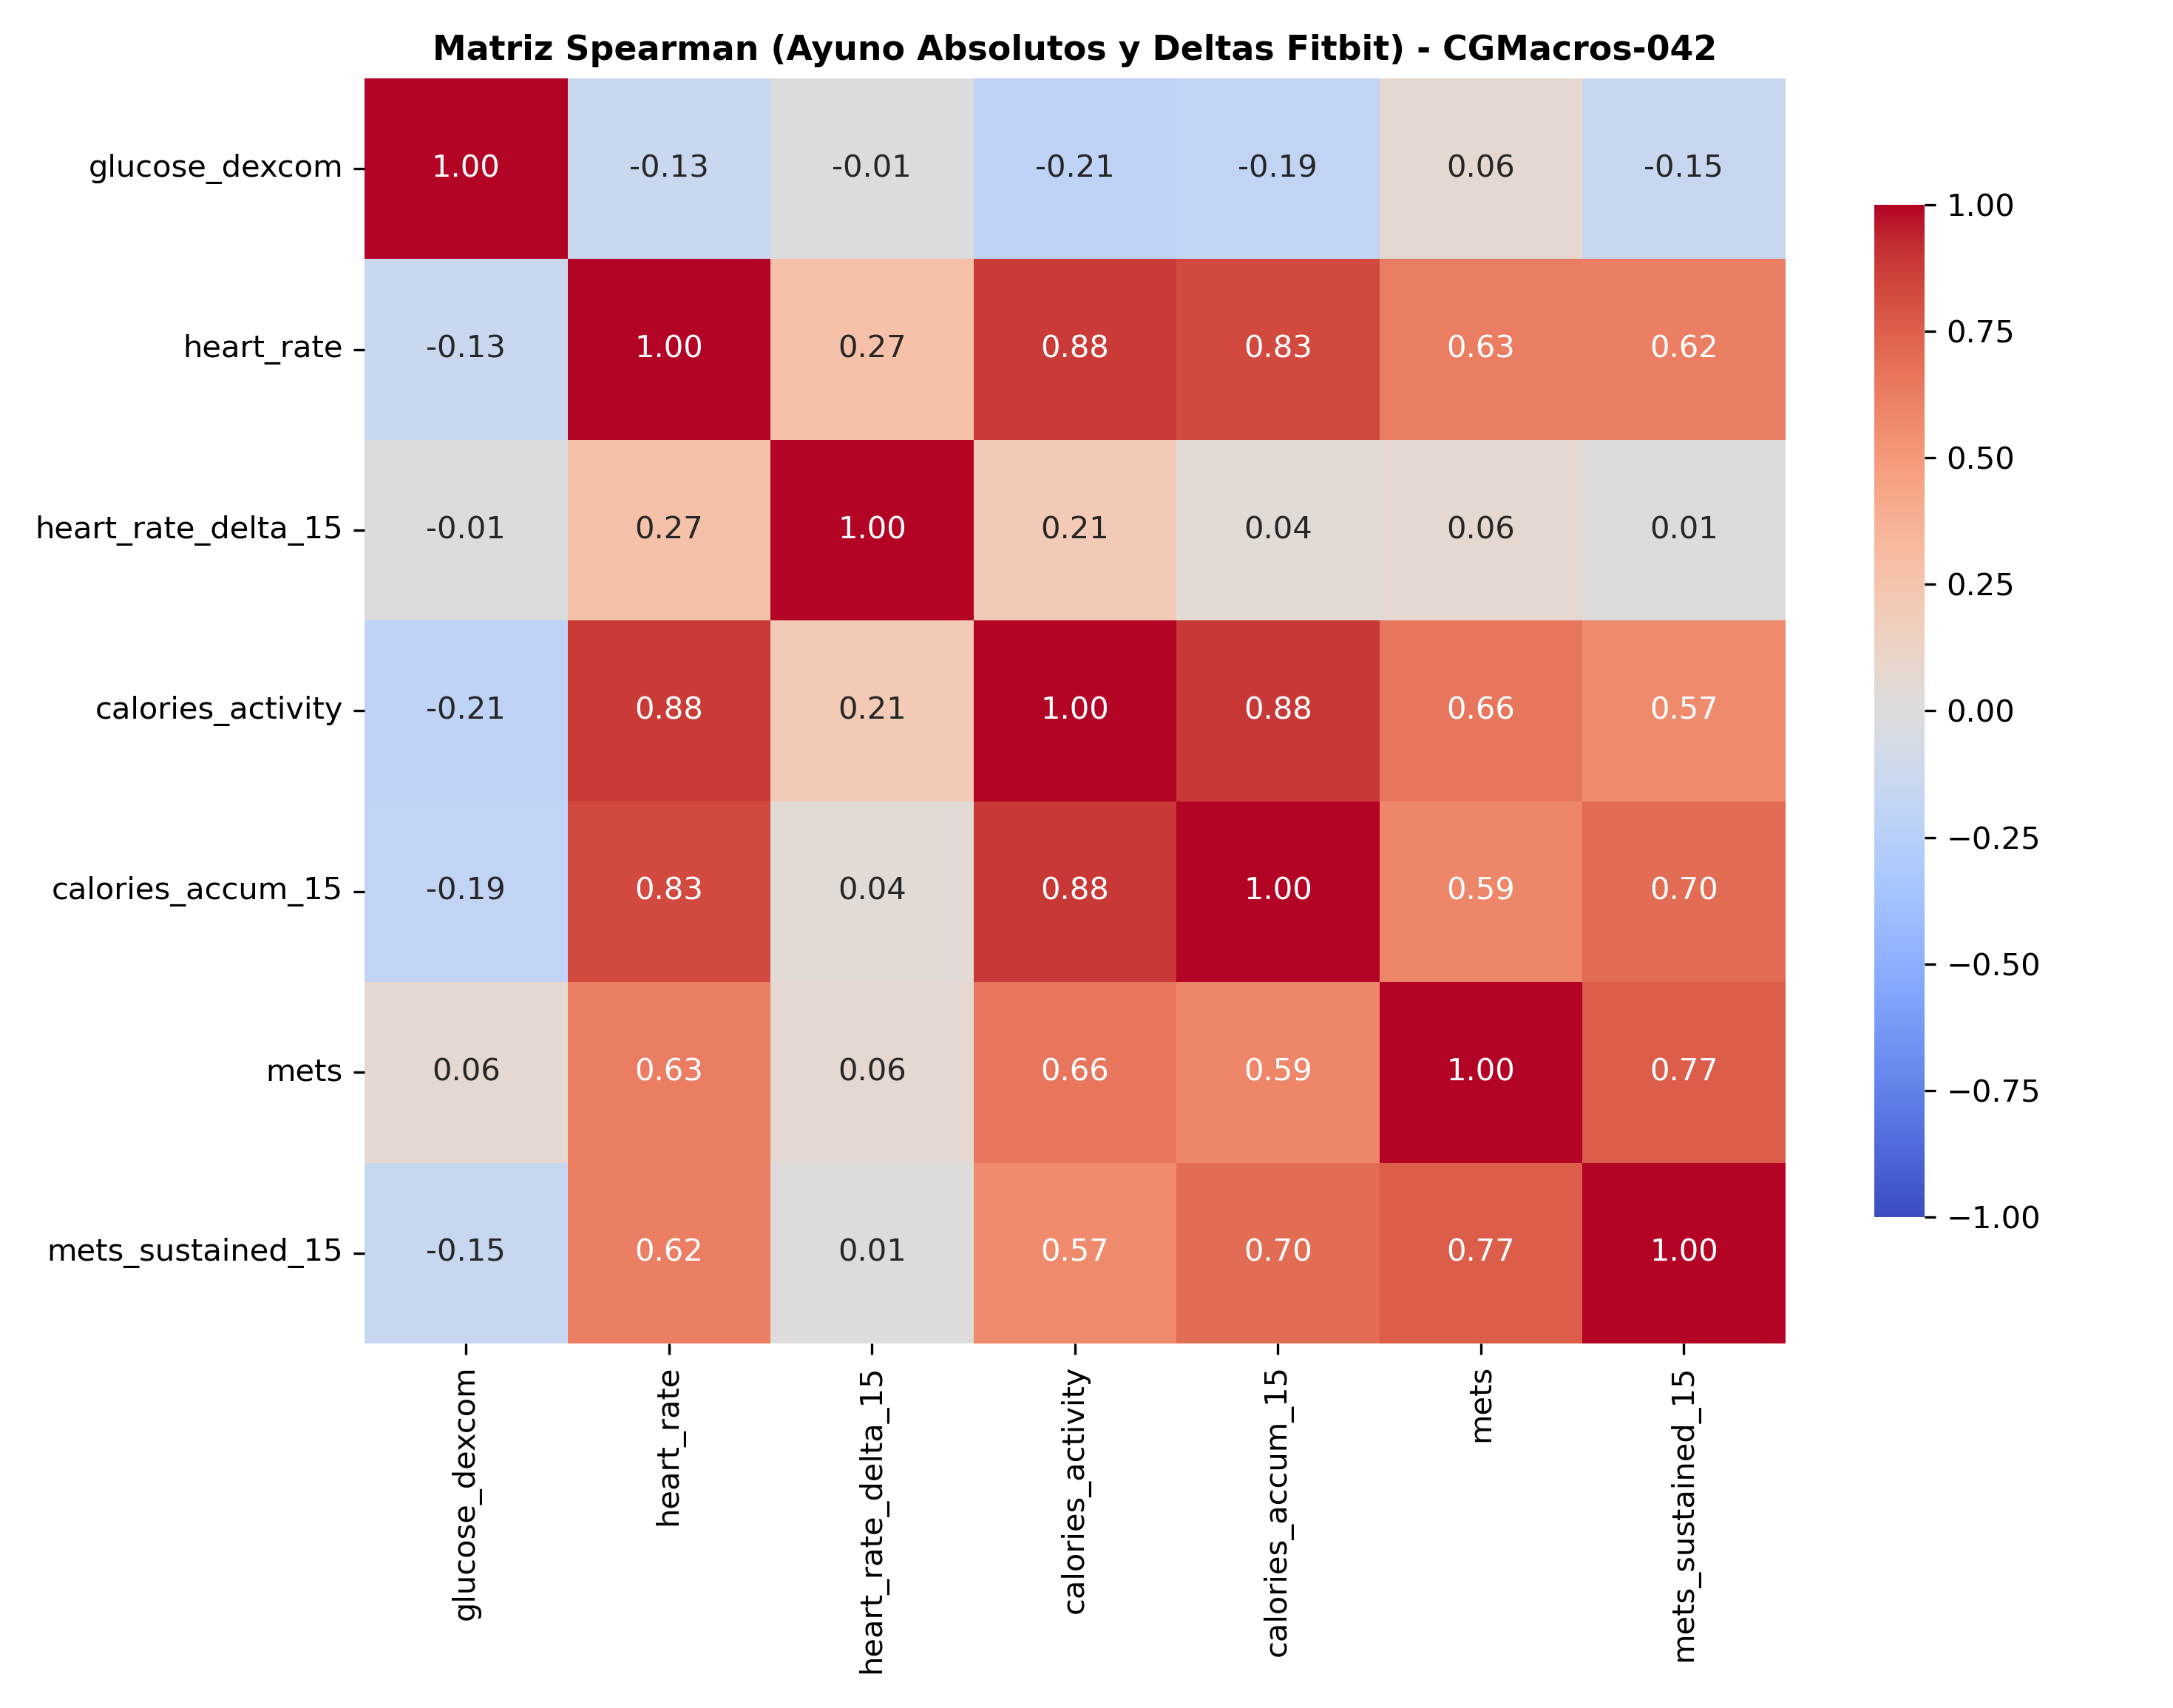 Matriz Spearman (Ayuno Absolutos y Deltas Fitbit) - CGMacros-042
glucose_dexcom 1.00 -0.13 -0.01 -0.21 -0.19 0.06 -0.15
heart_rate -0.13 1.00 0.27 0.88 0.83 0.63 0.62
heart_rate_delta_15 -0.01 0.27 1.00 0.21 0.04 0.06 0.01
calories_activity -0.21 0.88 0.21 1.00 0.88 0.66 0.57
calories_accum_15 -0.19 0.83 0.04 0.88 1.00 0.59 0.70
mets 0.06 0.63 0.06 0.66 0.59 1.00 0.77
mets_sustained_15 -0.15 0.62 0.01 0.57 0.70 0.77 1.00
glucose_dexcom
heart_rate
heart_rate_delta_15
calories_activity
calories_accum_15
mets
mets_sustained_15
1.00
0.75
0.50
0.25
0.00
−0.25
−0.50
−0.75
−1.00